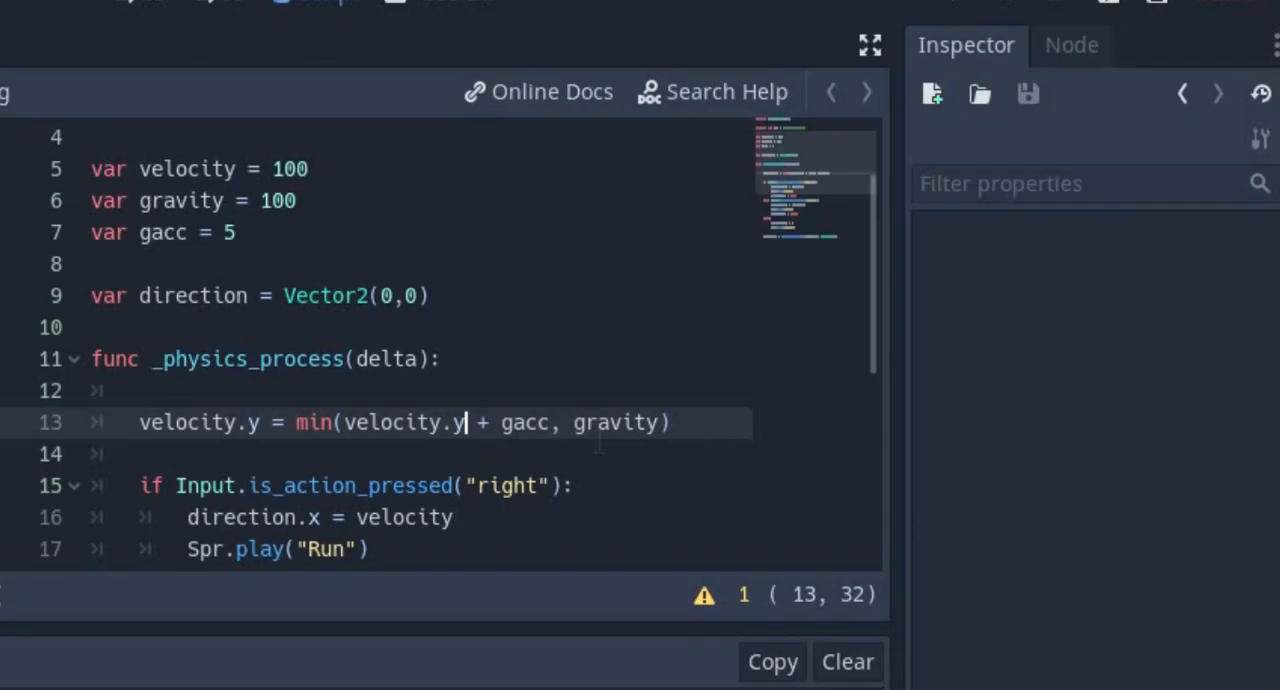 Inspector Node
g Online Docs Search Help
4
5 var velocity = 100
6 var gravity = 100
7 var gacc = 5
8
9 var direction = Vector2(0,0)
10
11 func _physics_process(delta):
12
13 velocity.y = min(velocity.y + gacc, gravity)
14
15 if Input.is_action_pressed("right"):
16 direction.x = velocity
17 Spr.play("Run")
Filter properties
1 ( 13, 32)
Copy Clear